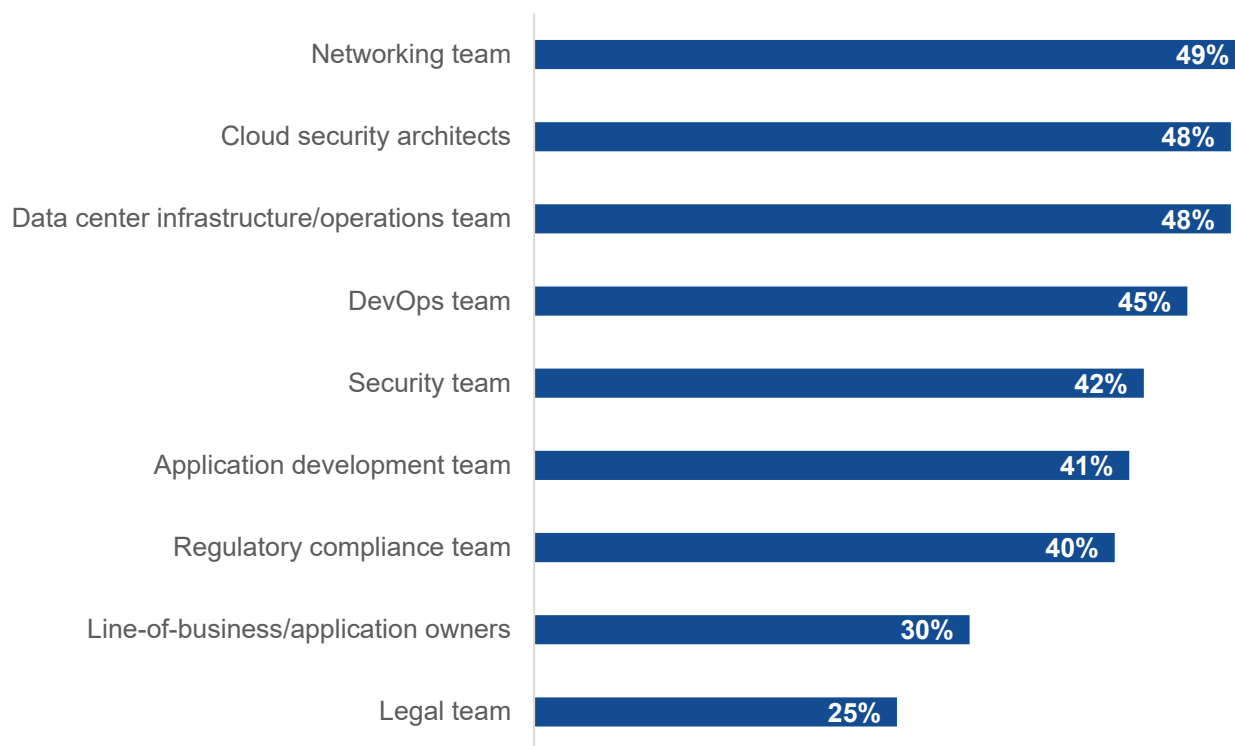 Networking team 49%
Cloud security architects 48%
Data center infrastructure/operations team 48%
DevOps team 45%
Security team 42%
Application development team 41%
Regulatory compliance team 40%
Line-of-business/application owners 30%
Legal team 25%